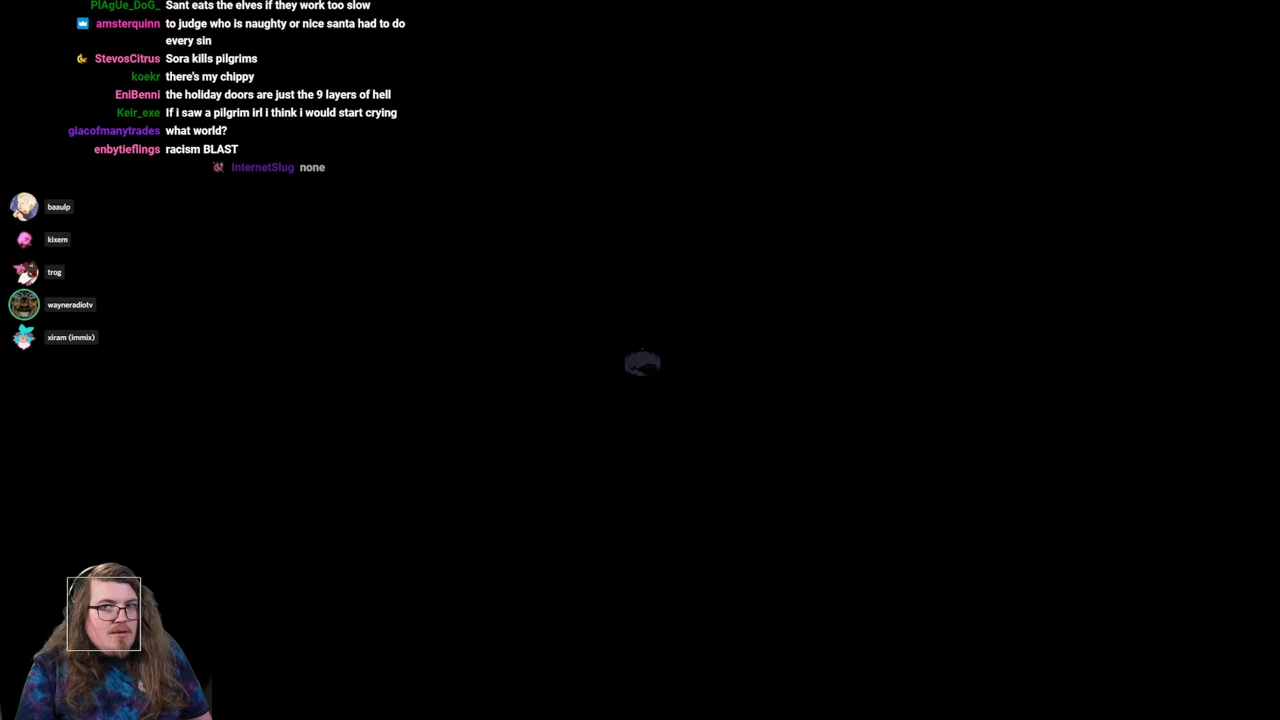 PlAgUe_DoG_ Sant eats the elves if they work too slow
amsterquinn to judge who is naughty or nice santa had to do
every sin
StevosCitrus Sora kills pilgrims
koekr there's my chippy
EniBenni the holiday doors are just the 9 layers of hell
Keir_exe If i saw a pilgrim irl i think i would start crying
giacofmanytrades what world?
enbytieflings racism BLAST
InternetSlug none
baaulp
kixem
trog
wayneradiotv
xiram (immix)